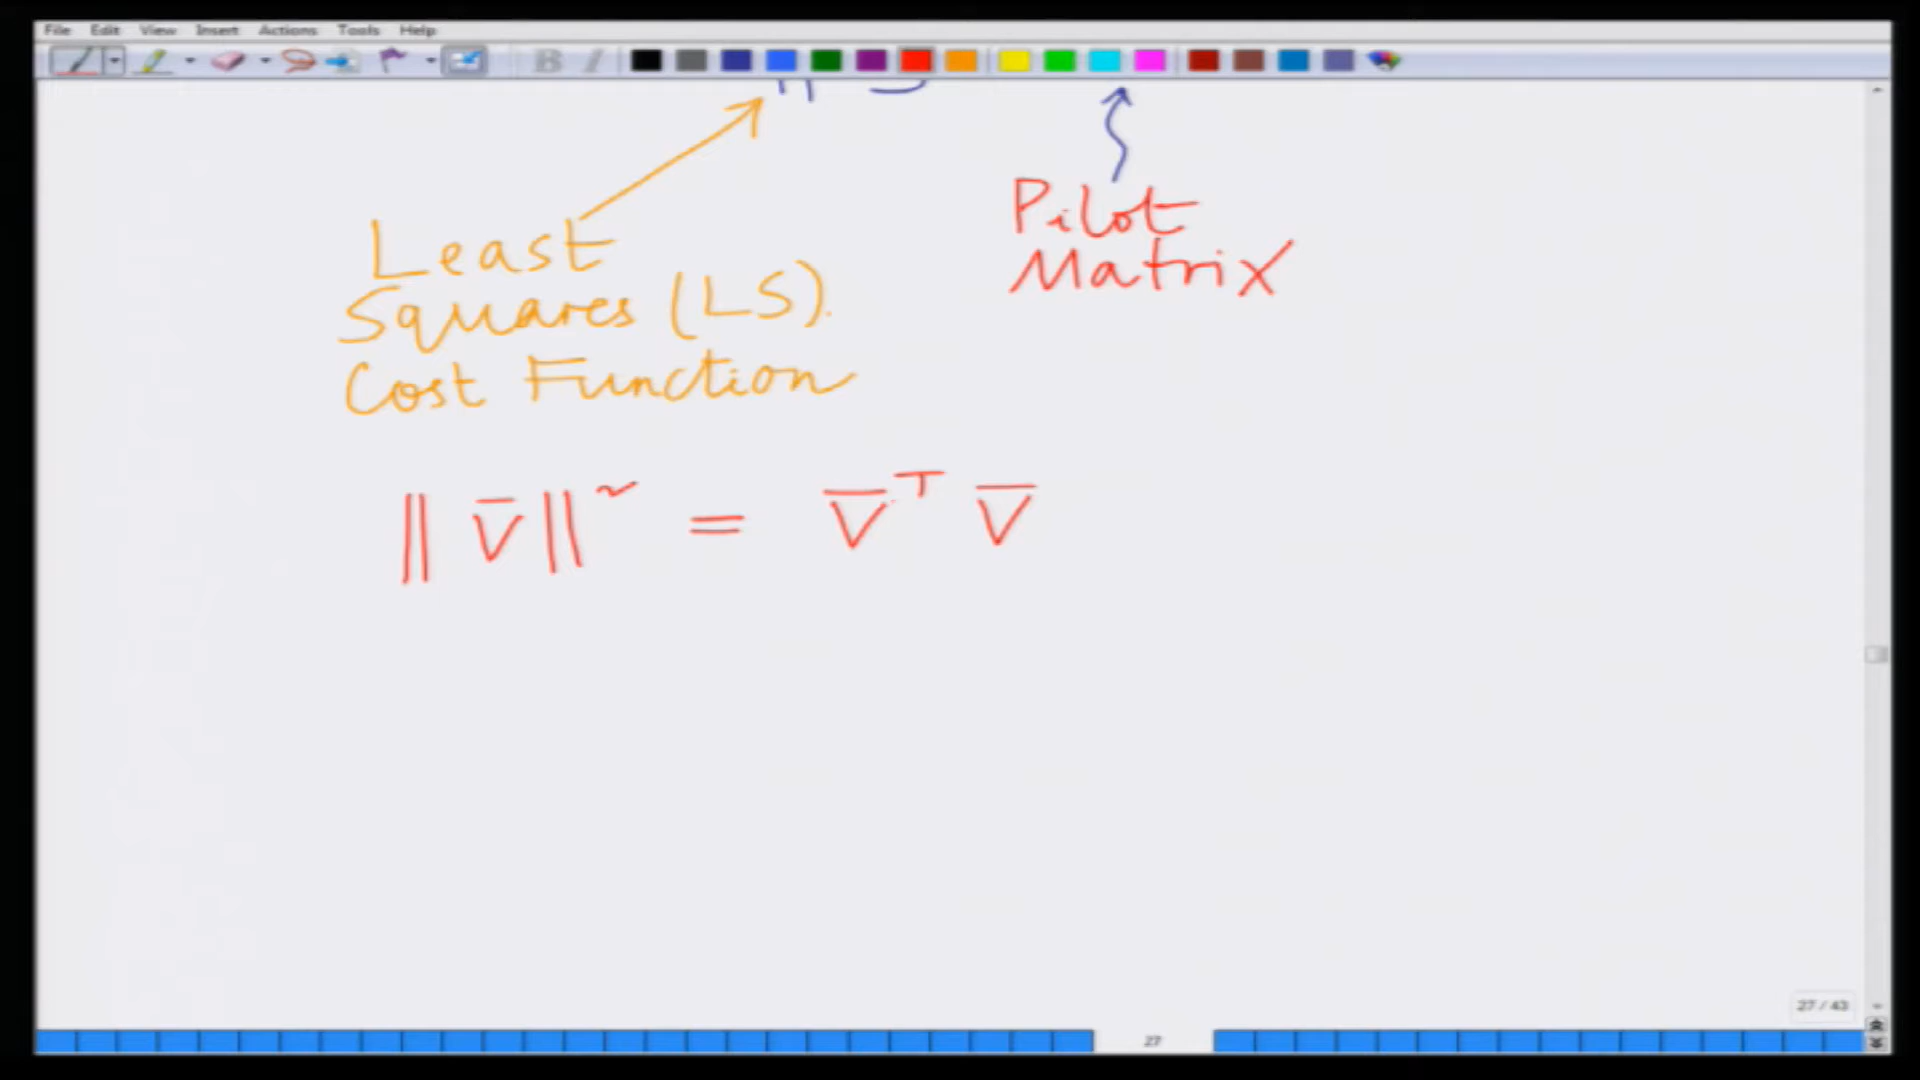 File Edit View Insert Actions Tools Help
B I
Least
Squares (LS).
Cost Function
Pilot
Matrix
‖ v̄ ‖² = v̄ᵀ v̄
27 / 43
27